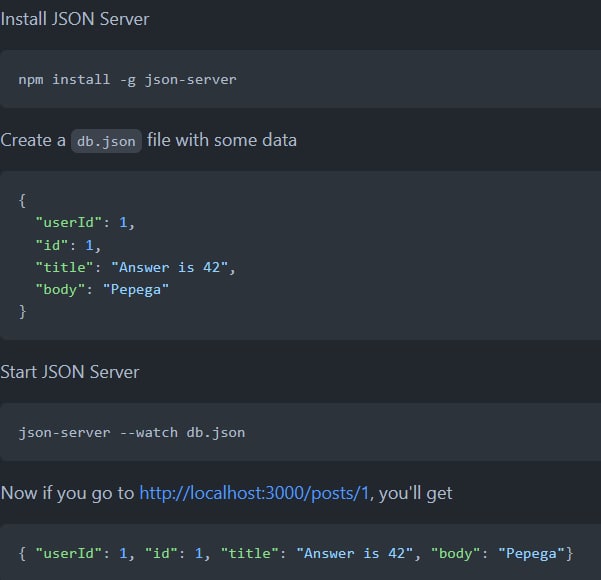 Install JSON Server
npm install -g json-server
Create a db.json file with some data
{
  "userId": 1,
  "id": 1,
  "title": "Answer is 42",
  "body": "Pepega"
}
Start JSON Server
json-server --watch db.json
Now if you go to http://localhost:3000/posts/1, you'll get
{ "userId": 1, "id": 1, "title": "Answer is 42", "body": "Pepega"}